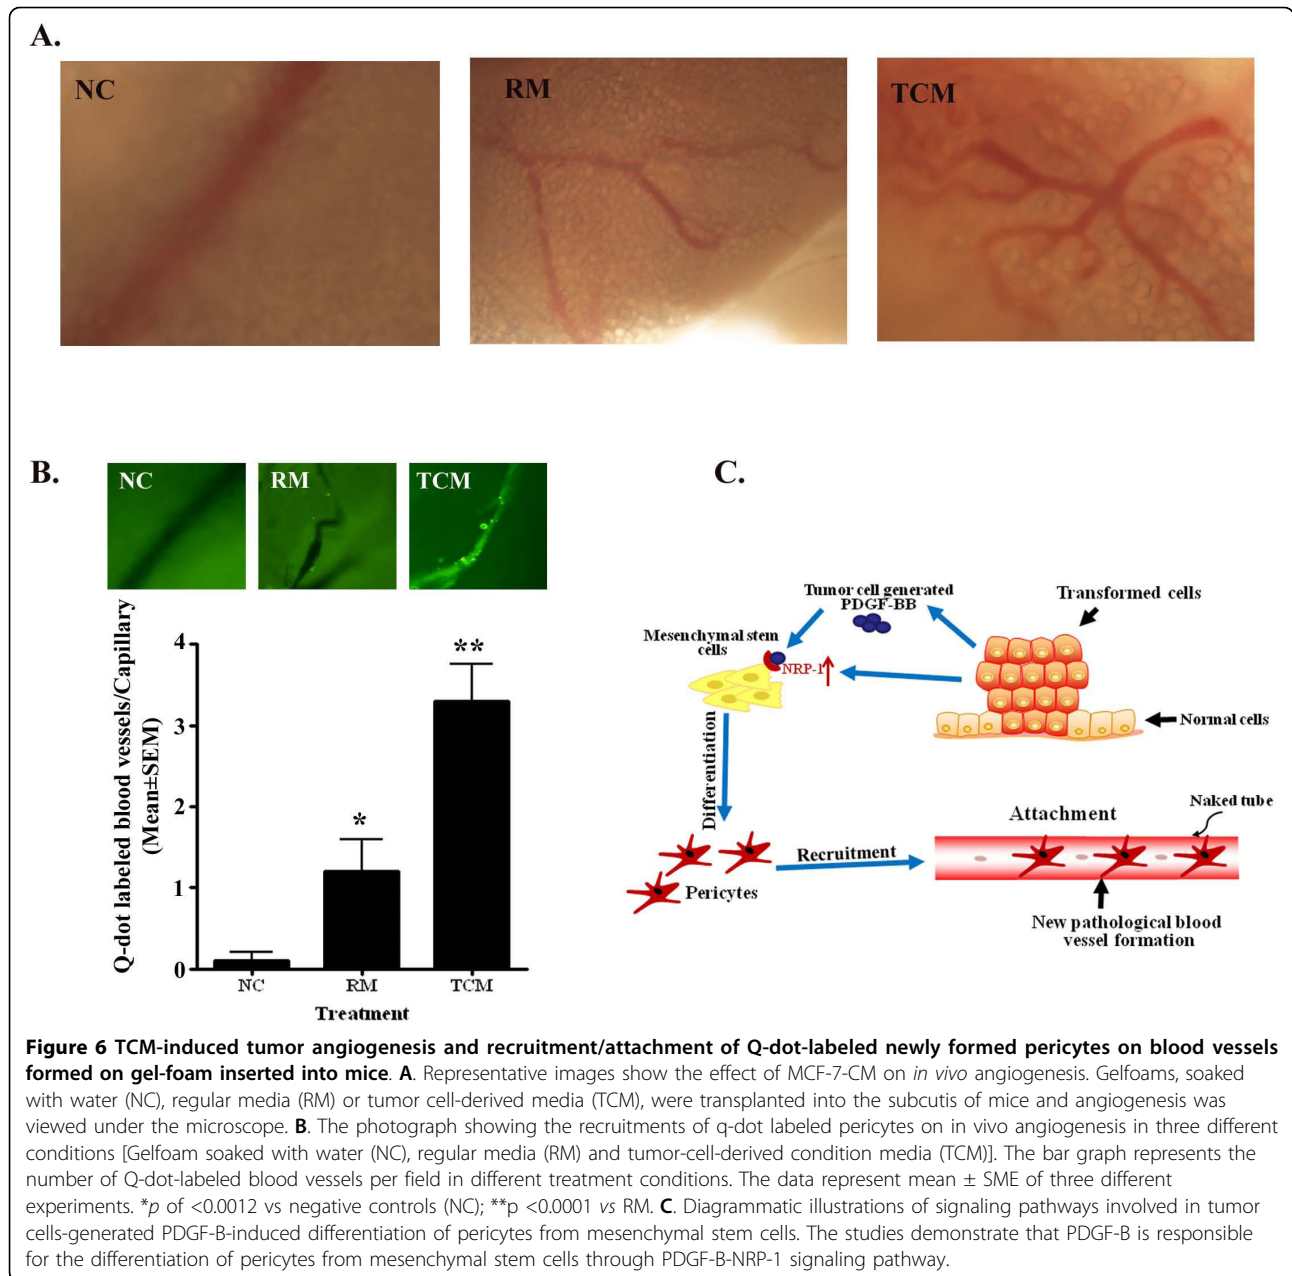 A.
NC
RM
TCM
B.
NC
RM
TCM
Q-dot labeled blood vessels/Capillary
(Mean±SEM)
4
3
2
1
0
*
**
NC
RM
TCM
Treatment
C.
Tumor cell generated
PDGF-BB
Transformed cells
Mesenchymal stem
cells
NRP-1
Normal cells
Differentiation
Naked tube
Attachment
Recruitment
Pericytes
New pathological blood
vessel formation
Figure 6 TCM-induced tumor angiogenesis and recruitment/attachment of Q-dot-labeled newly formed pericytes on blood vessels
formed on gel-foam inserted into mice. A. Representative images show the effect of MCF-7-CM on in vivo angiogenesis. Gelfoams, soaked
with water (NC), regular media (RM) or tumor cell-derived media (TCM), were transplanted into the subcutis of mice and angiogenesis was
viewed under the microscope. B. The photograph showing the recruitments of q-dot labeled pericytes on in vivo angiogenesis in three different
conditions [Gelfoam soaked with water (NC), regular media (RM) and tumor-cell-derived condition media (TCM)]. The bar graph represents the
number of Q-dot-labeled blood vessels per field in different treatment conditions. The data represent mean ± SME of three different
experiments. *p of <0.0012 vs negative controls (NC); **p <0.0001 vs RM. C. Diagrammatic illustrations of signaling pathways involved in tumor
cells-generated PDGF-B-induced differentiation of pericytes from mesenchymal stem cells. The studies demonstrate that PDGF-B is responsible
for the differentiation of pericytes from mesenchymal stem cells through PDGF-B-NRP-1 signaling pathway.